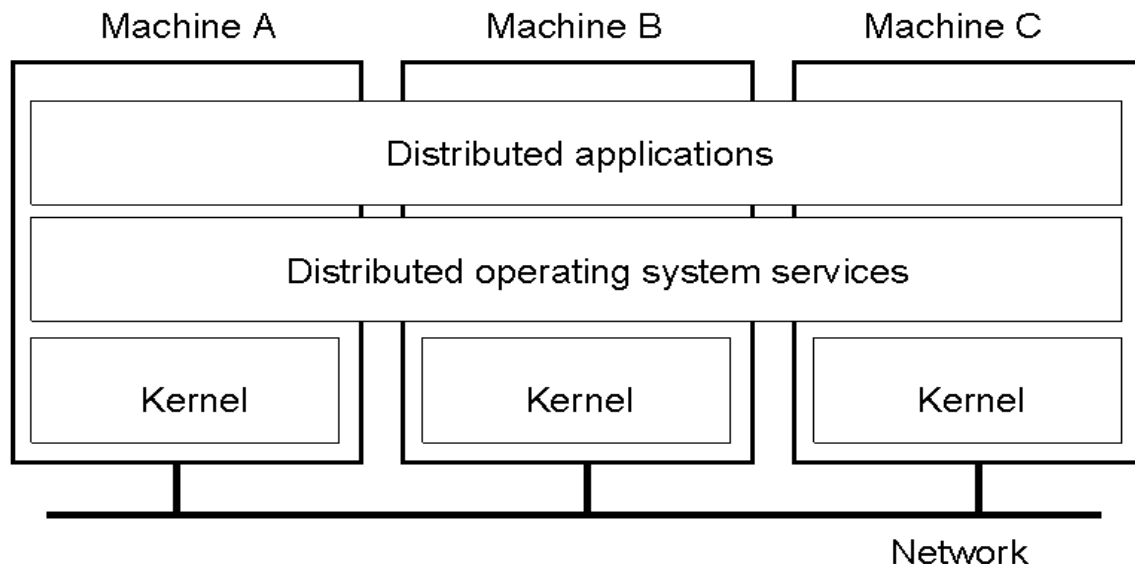 Machine A
Machine B
Machine C
Distributed applications
Distributed operating system services
Kernel
Kernel
Kernel
Network